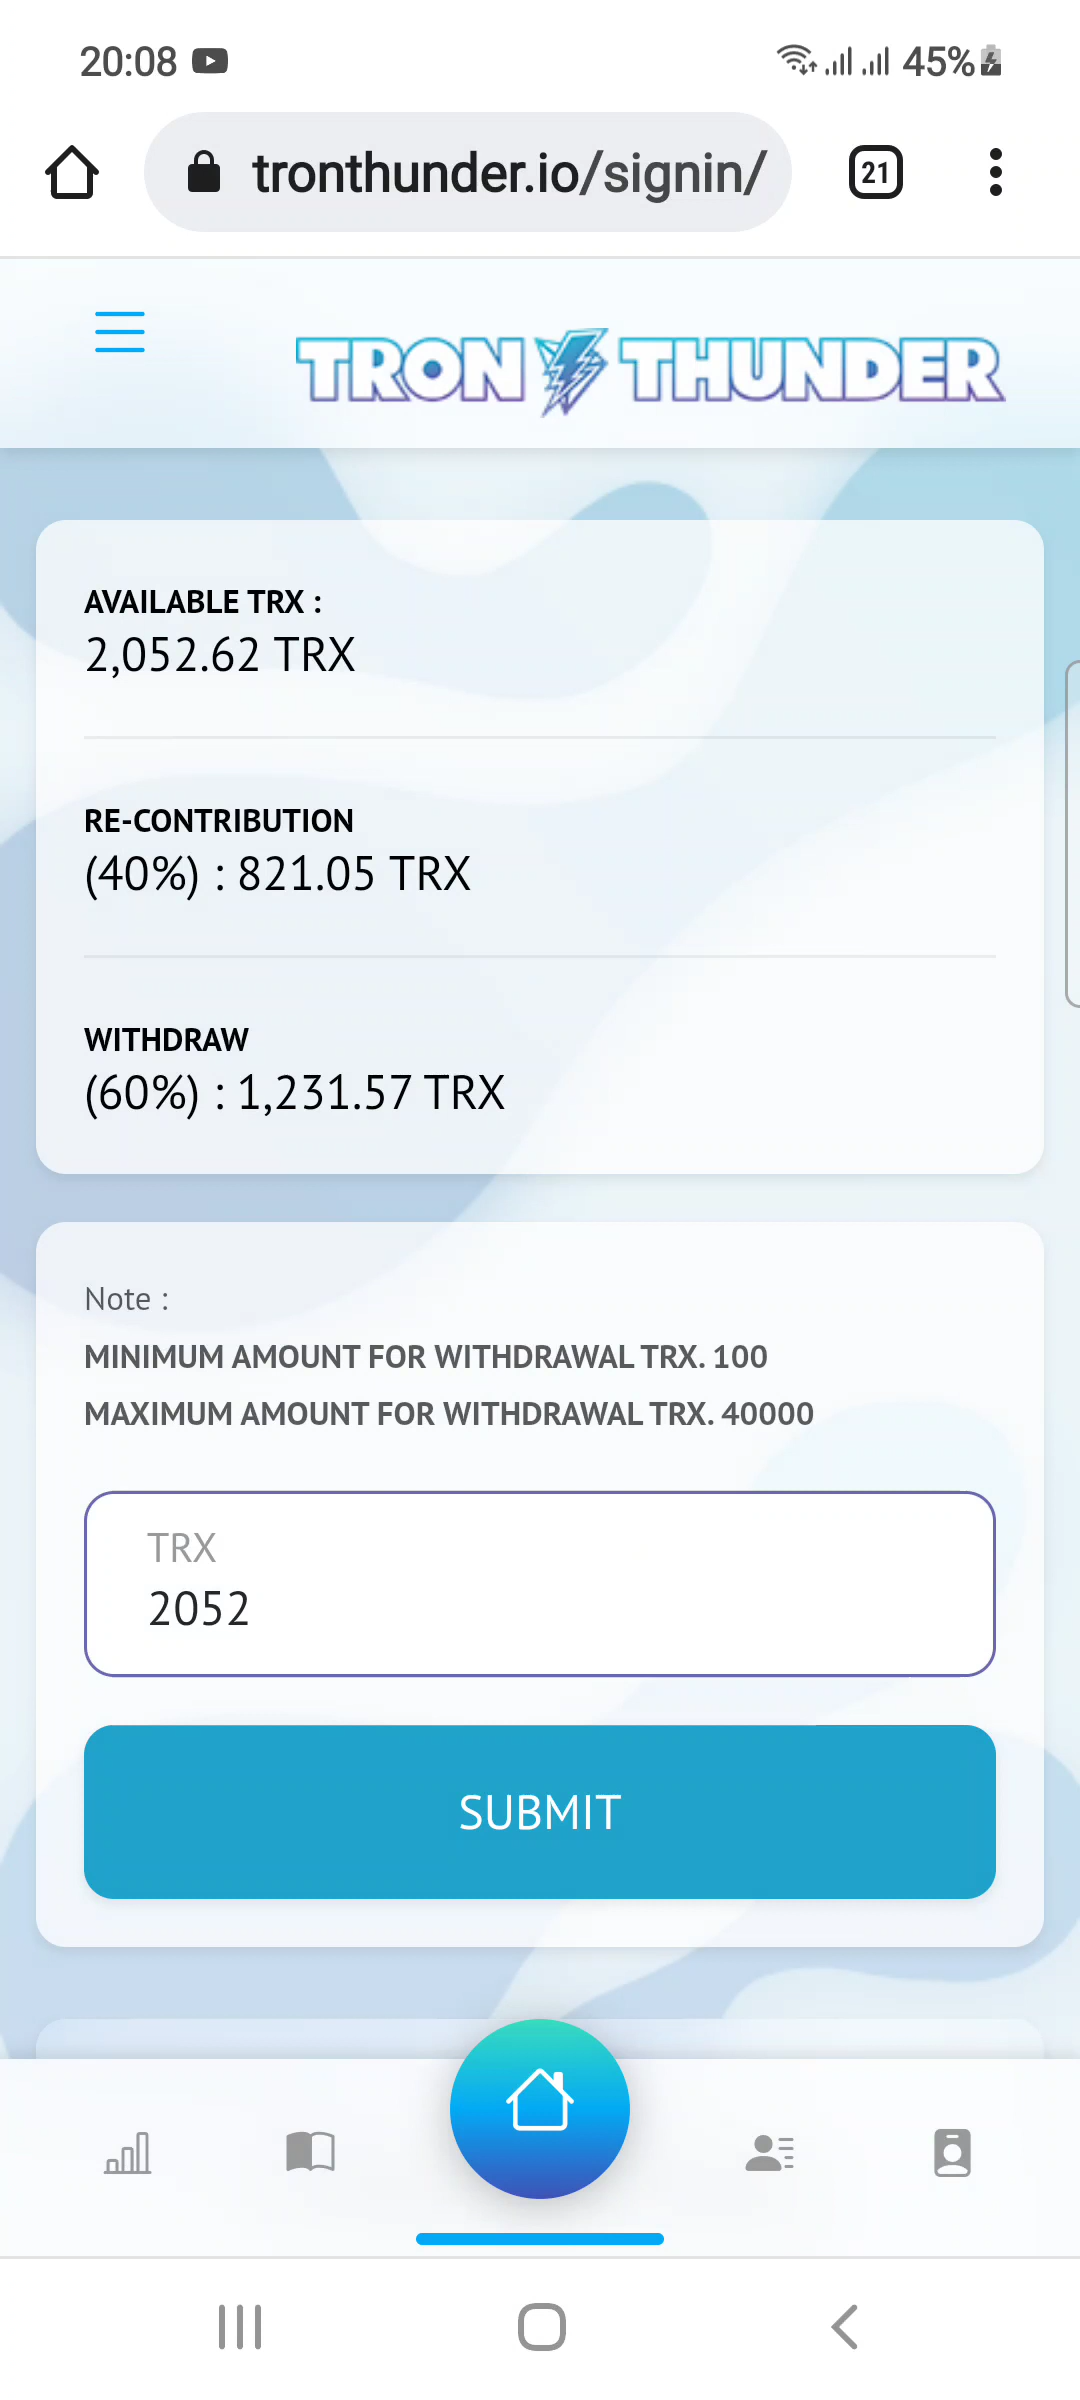 20:08
45%
tronthunder.io/signin/
21
TRON THUNDER
AVAILABLE TRX :
2,052.62 TRX
RE-CONTRIBUTION
(40%) : 821.05 TRX
WITHDRAW
(60%) : 1,231.57 TRX
Note :
MINIMUM AMOUNT FOR WITHDRAWAL TRX. 100
MAXIMUM AMOUNT FOR WITHDRAWAL TRX. 40000
TRX
2052
SUBMIT